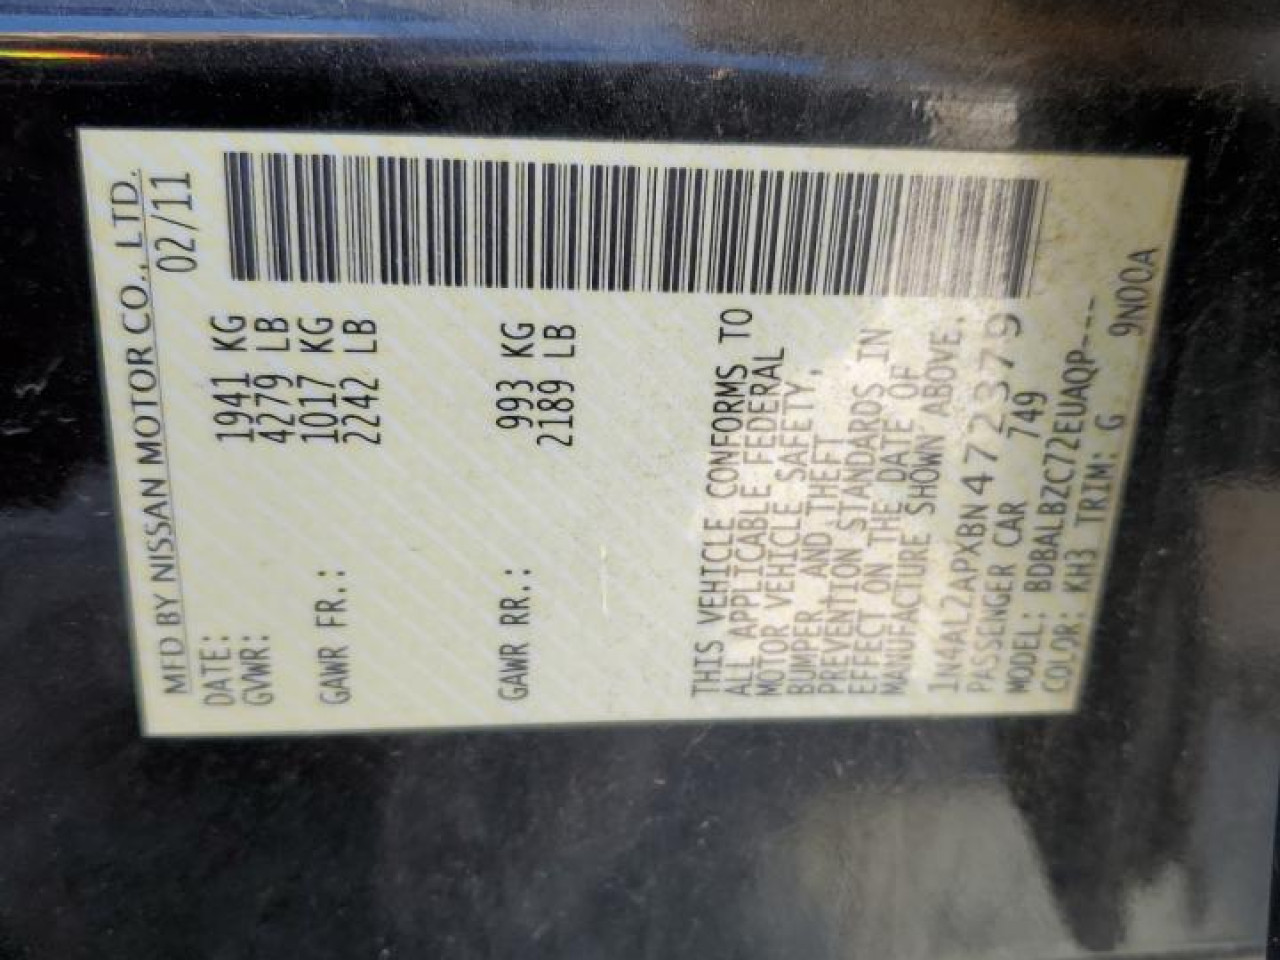 MFD BY NISSAN MOTOR CO., LTD.
DATE: 02/11
GVWR: 1941 KG
4279 LB
GAWR FR.: 1017 KG
2242 LB
GAWR RR.: 993 KG
2189 LB
THIS VEHICLE CONFORMS TO
ALL APPLICABLE FEDERAL
MOTOR VEHICLE SAFETY,
BUMPER AND THEFT
PREVENTION STANDARDS IN
EFFECT ON THE DATE OF
MANUFACTURE SHOWN ABOVE.
1N4AL2APXBN472379
PASSENGER CAR 749
MODEL: BDBALBZC72EUAQP----
COLOR: KH3 TRIM: G 9N00A